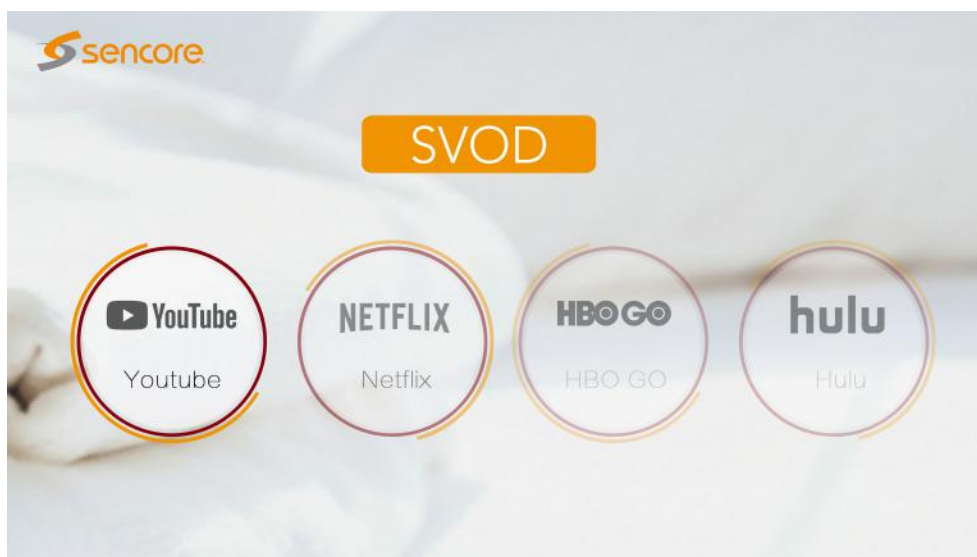 sencore
SVOD
YouTube NETFLIX HBO GO hulu
Youtube Netflix HBO GO Hulu